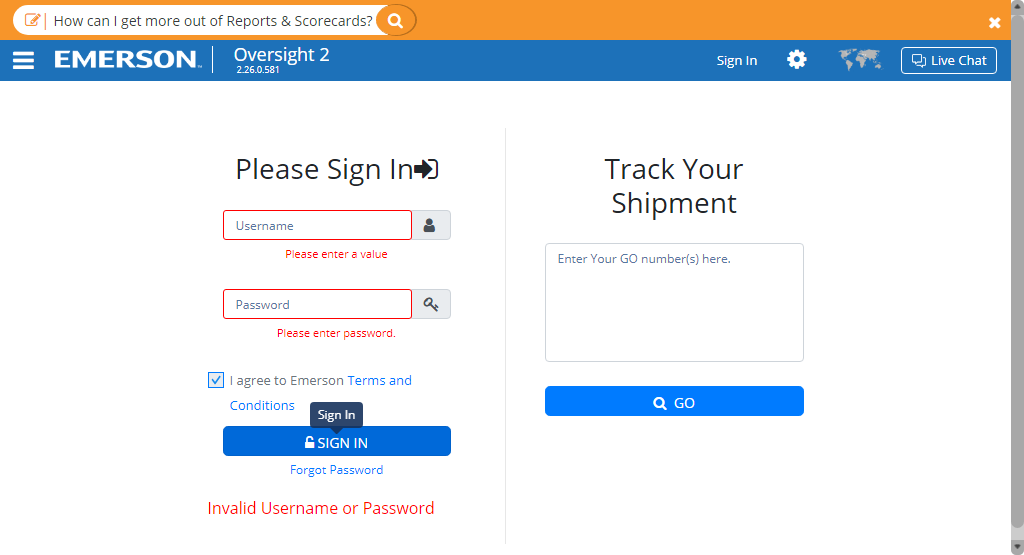 How can I get more out of Reports & Scorecards?
EMERSON
Oversight 2
2.26.0.581
Sign In
Live Chat
Please Sign In
Username
Please enter a value
Password
Please enter password.
I agree to Emerson Terms and
Conditions
Sign In
SIGN IN
Forgot Password
Invalid Username or Password
Track Your
Shipment
Enter Your GO number(s) here.
GO